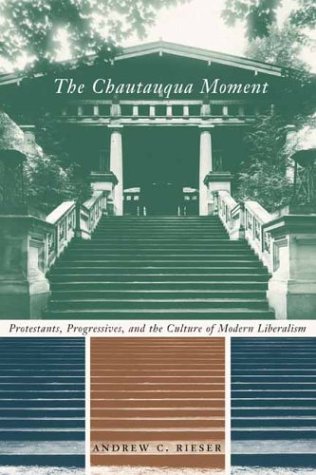 The Chautauqua Moment
Protestants, Progressives, and the Culture of Modern Liberalism
ANDREW C. RIESER